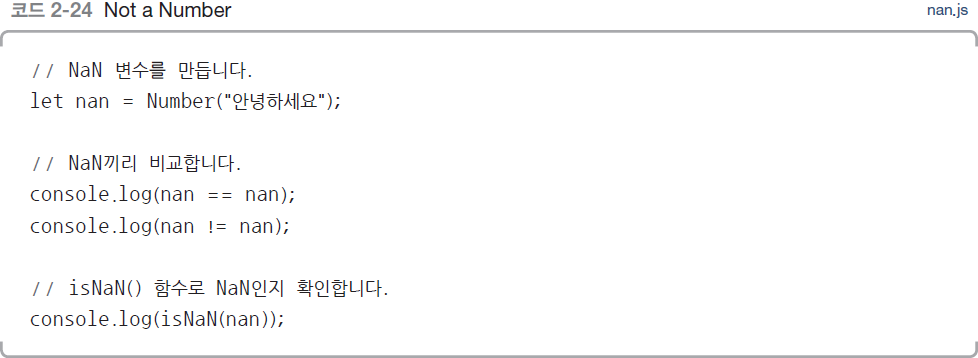 코드 2-24 Not a Number nan.js
// NaN 변수를 만듭니다.
let nan = Number("안녕하세요");
// NaN끼리 비교합니다.
console.log(nan == nan);
console.log(nan != nan);
// isNaN() 함수로 NaN인지 확인합니다.
console.log(isNaN(nan));